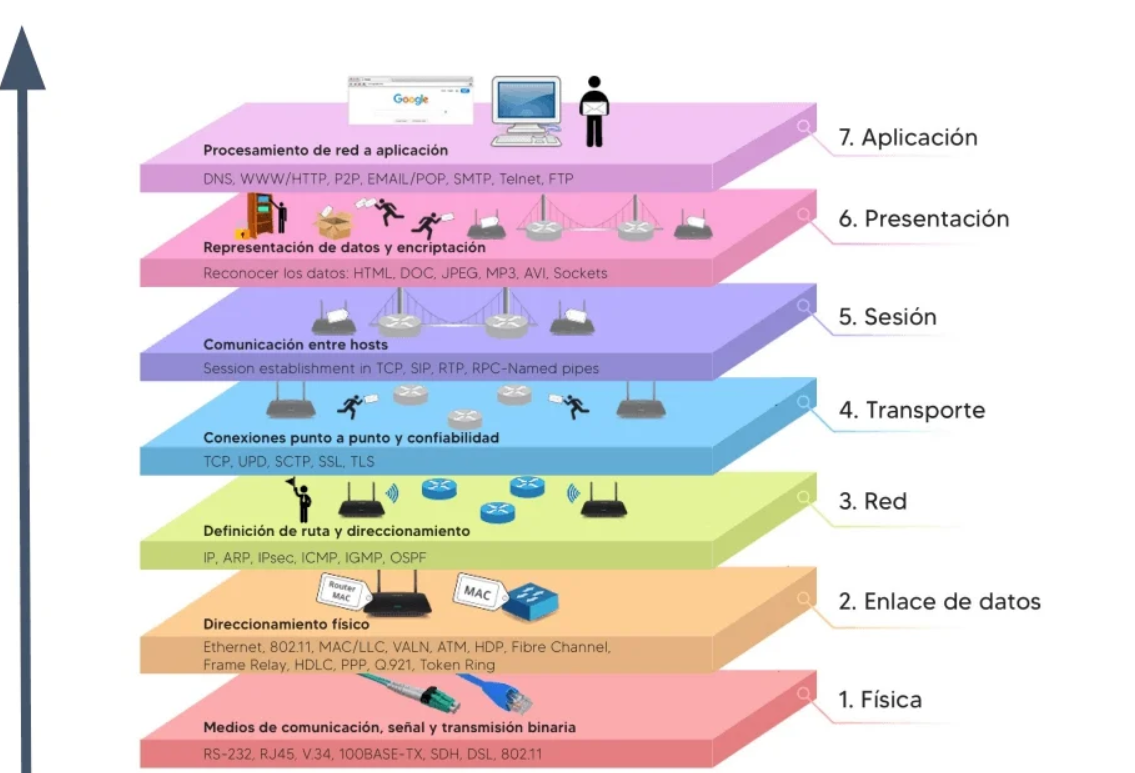 Google
Procesamiento de red a aplicación
DNS, WWW/HTTP, P2P, EMAIL/POP, SMTP, Telnet, FTP
7. Aplicación
Representación de datos y encriptación
Reconocer los datos: HTML, DOC, JPEG, MP3, AVI, Sockets
6. Presentación
Comunicación entre hosts
Session establishment in TCP, SIP, RTP, RPC-Named pipes
5. Sesión
Conexiones punto a punto y confiabilidad
TCP, UPD, SCTP, SSL, TLS
4. Transporte
Definición de ruta y direccionamiento
IP, ARP, IPsec, ICMP, IGMP, OSPF
3. Red
Router
MAC
MAC
Direccionamiento físico
Ethernet, 802.11, MAC/LLC, VALN, ATM, HDP, Fibre Channel,
Frame Relay, HDLC, PPP, Q.921, Token Ring
2. Enlace de datos
Medios de comunicación, señal y transmisión binaria
RS-232, RJ45, V.34, 100BASE-TX, SDH, DSL, 802.11
1. Física